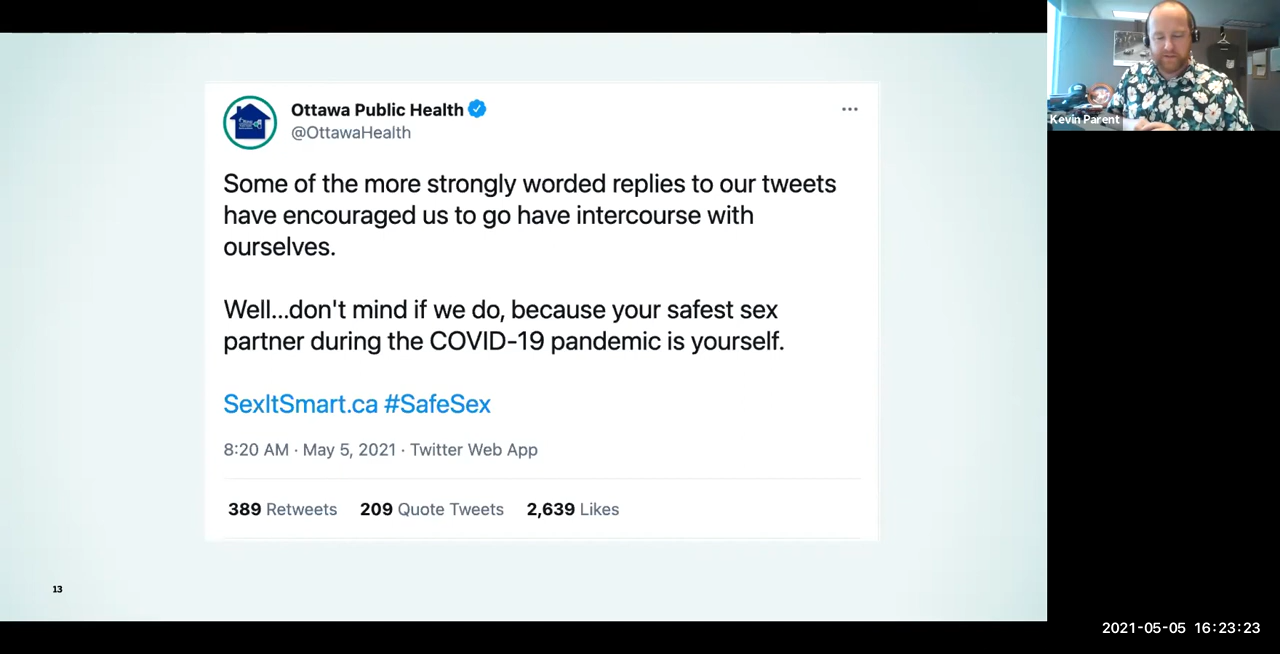 Ottawa Public Health
@OttawaHealth
Some of the more strongly worded replies to our tweets
have encouraged us to go have intercourse with
ourselves.
Well...don't mind if we do, because your safest sex
partner during the COVID-19 pandemic is yourself.
SexItSmart.ca #SafeSex
8:20 AM · May 5, 2021 · Twitter Web App
389 Retweets 209 Quote Tweets 2,639 Likes
13
Kevin Parent
2021-05-05 16:23:23